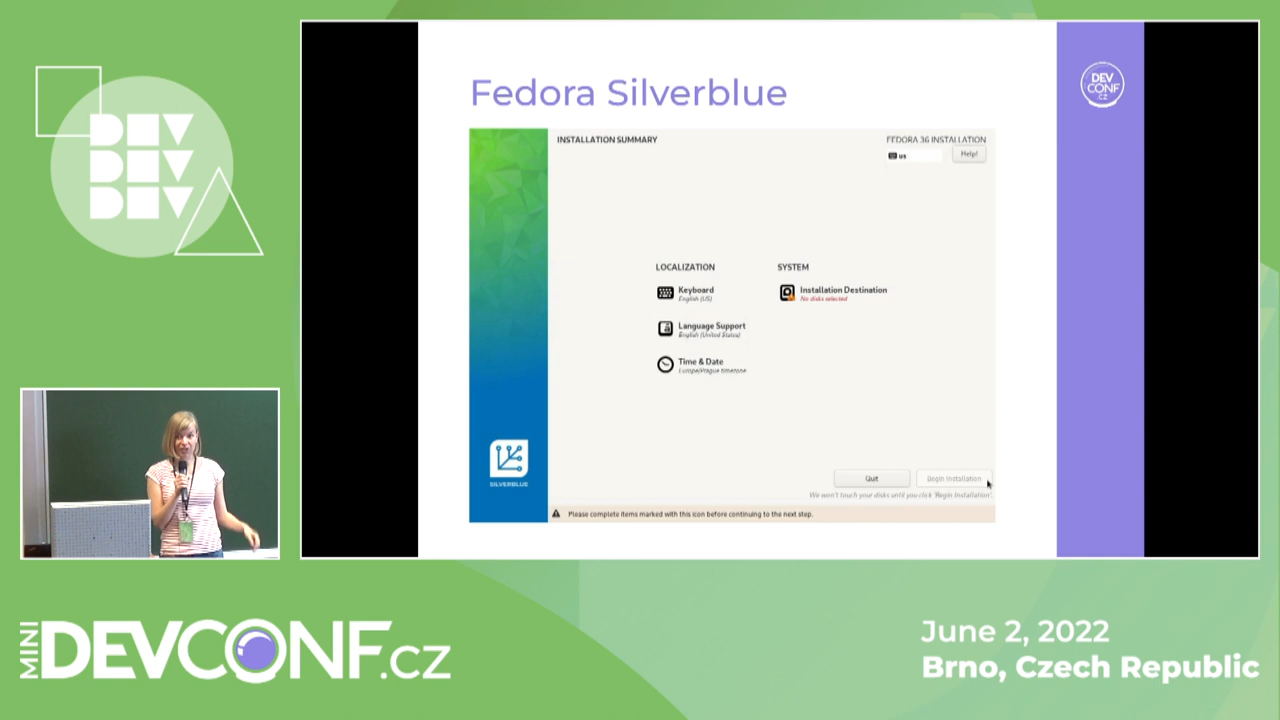 DEV
DEV
DEV
Fedora Silverblue
DEV
CONF
.CZ
INSTALLATION SUMMARY
FEDORA 36 INSTALLATION
us
Help!
LOCALIZATION
SYSTEM
Keyboard
English (US)
Installation Destination
No disks selected
Language Support
English (United States)
Time & Date
Europe/Prague timezone
SILVERBLUE
Quit
Begin Installation
We won't touch your disks until you click 'Begin Installation'.
Please complete items marked with this icon before continuing to the next step.
MINI DEVCONF.CZ
June 2, 2022
Brno, Czech Republic